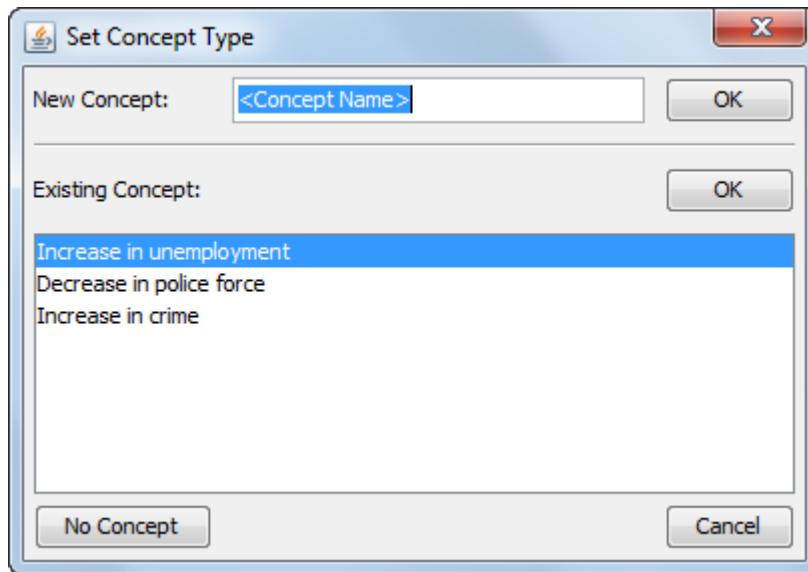 Set Concept Type
New Concept: <Concept Name> OK
Existing Concept: OK
Increase in unemployment
Decrease in police force
Increase in crime
No Concept Cancel